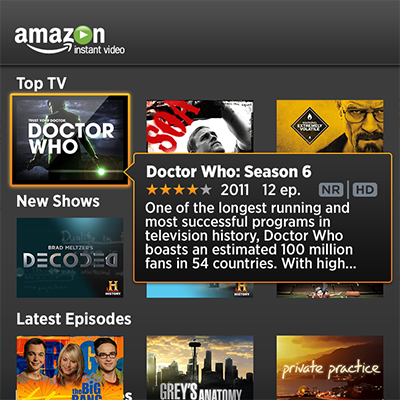 amazon
instant video
Top TV
TRUST YOUR DOCTOR
DOCTOR
WHO
SOA
EXTREMELY
VOLATILE
Doctor Who: Season 6
2011 12 ep. NR HD
One of the longest running and
most successful programs in
television history, Doctor Who
boasts an estimated 100 million
fans in 54 countries. With high...
New Shows
BRAD MELTZER'S
DECODED
H
HISTORY
H
HISTORY
Latest Episodes
the BIG
BANG
GREY'S ANATOMY
private practice